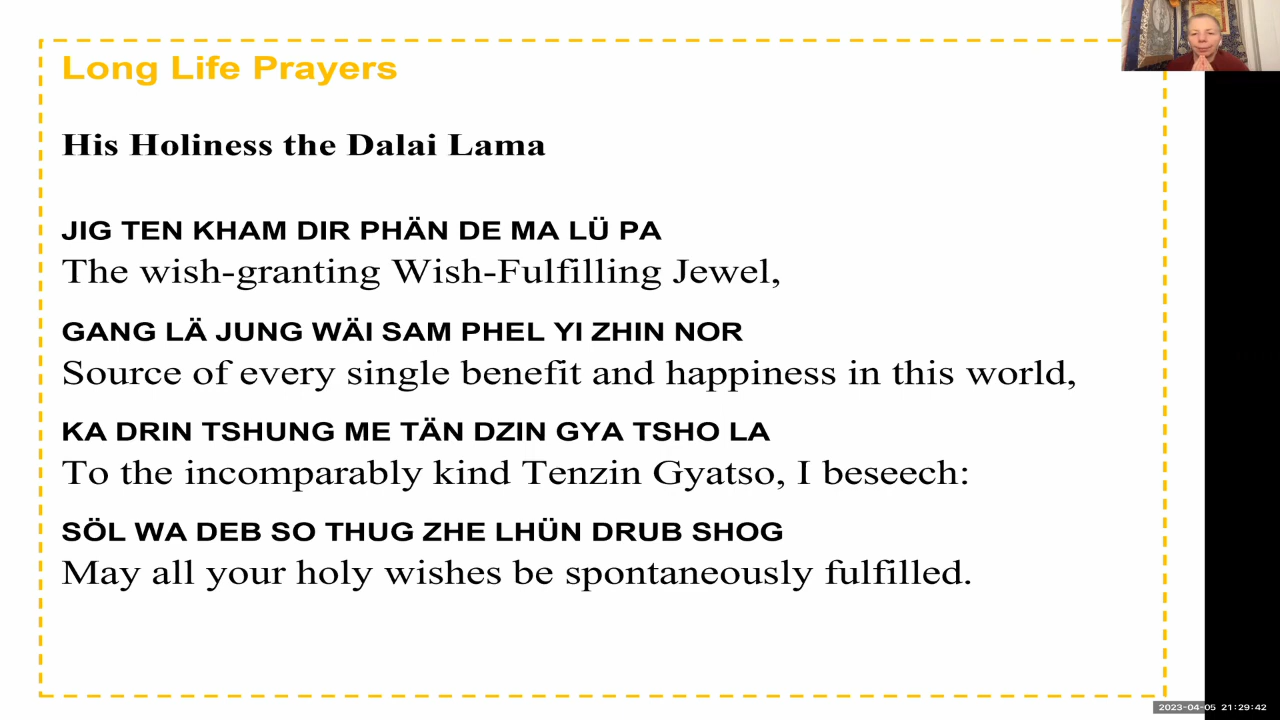 Long Life Prayers
His Holiness the Dalai Lama
JIG TEN KHAM DIR PHÄN DE MA LÜ PA
The wish-granting Wish-Fulfilling Jewel,
GANG LÄ JUNG WÄI SAM PHEL YI ZHIN NOR
Source of every single benefit and happiness in this world,
KA DRIN TSHUNG ME TÄN DZIN GYA TSHO LA
To the incomparably kind Tenzin Gyatso, I beseech:
SÖL WA DEB SO THUG ZHE LHÜN DRUB SHOG
May all your holy wishes be spontaneously fulfilled.
2023-04-05 21:29:42